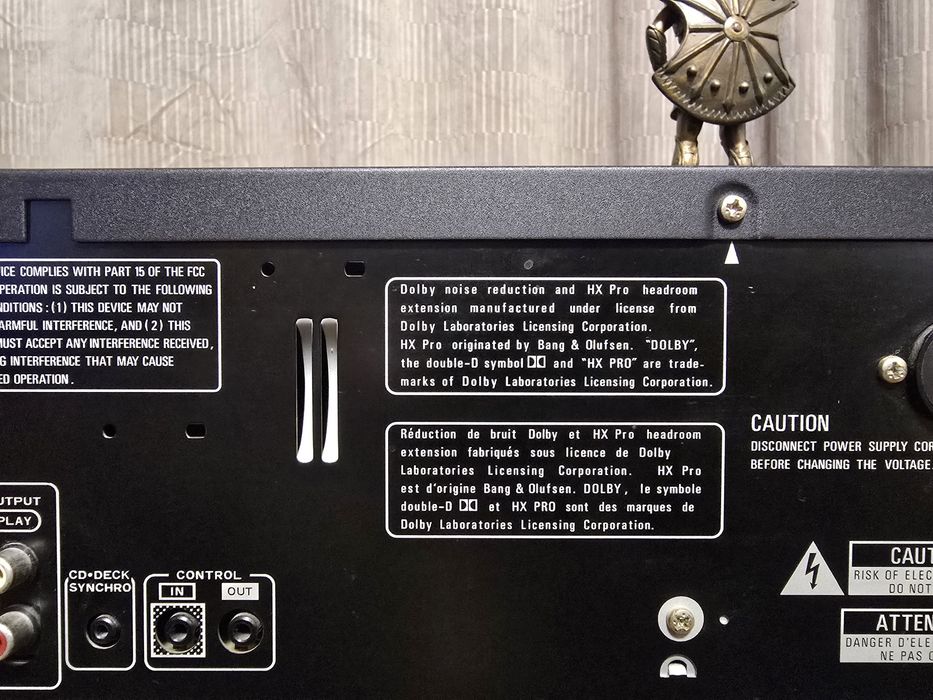 ICE COMPLIES WITH PART 15 OF THE FCC
PERATION IS SUBJECT TO THE FOLLOWING
NDITIONS : (1) THIS DEVICE MAY NOT
ARMFUL INTERFERENCE, AND (2) THIS
MUST ACCEPT ANY INTERFERENCE RECEIVED,
G INTERFERENCE THAT MAY CAUSE
ED OPERATION.
Dolby noise reduction and HX Pro headroom
extension manufactured under license from
Dolby Laboratories Licensing Corporation.
HX Pro originated by Bang & Olufsen. "DOLBY",
the double-D symbol and "HX PRO" are trade-
marks of Dolby Laboratories Licensing Corporation.
Réduction de bruit Dolby et HX Pro headroom
extension fabriqués sous licence de Dolby
Laboratories Licensing Corporation. HX Pro
est d'origine Bang & Olufsen. DOLBY, le symbole
double-D et HX PRO sont des marques de
Dolby Laboratories Licensing Corporation.
CAUTION
DISCONNECT POWER SUPPLY COR
BEFORE CHANGING THE VOLTAGE.
UTPUT
PLAY
CD•DECK
SYNCHRO
CONTROL
IN OUT
CAUT
RISK OF ELEC
DO NOT
ATTEN
DANGER D'ELE
NE PAS O